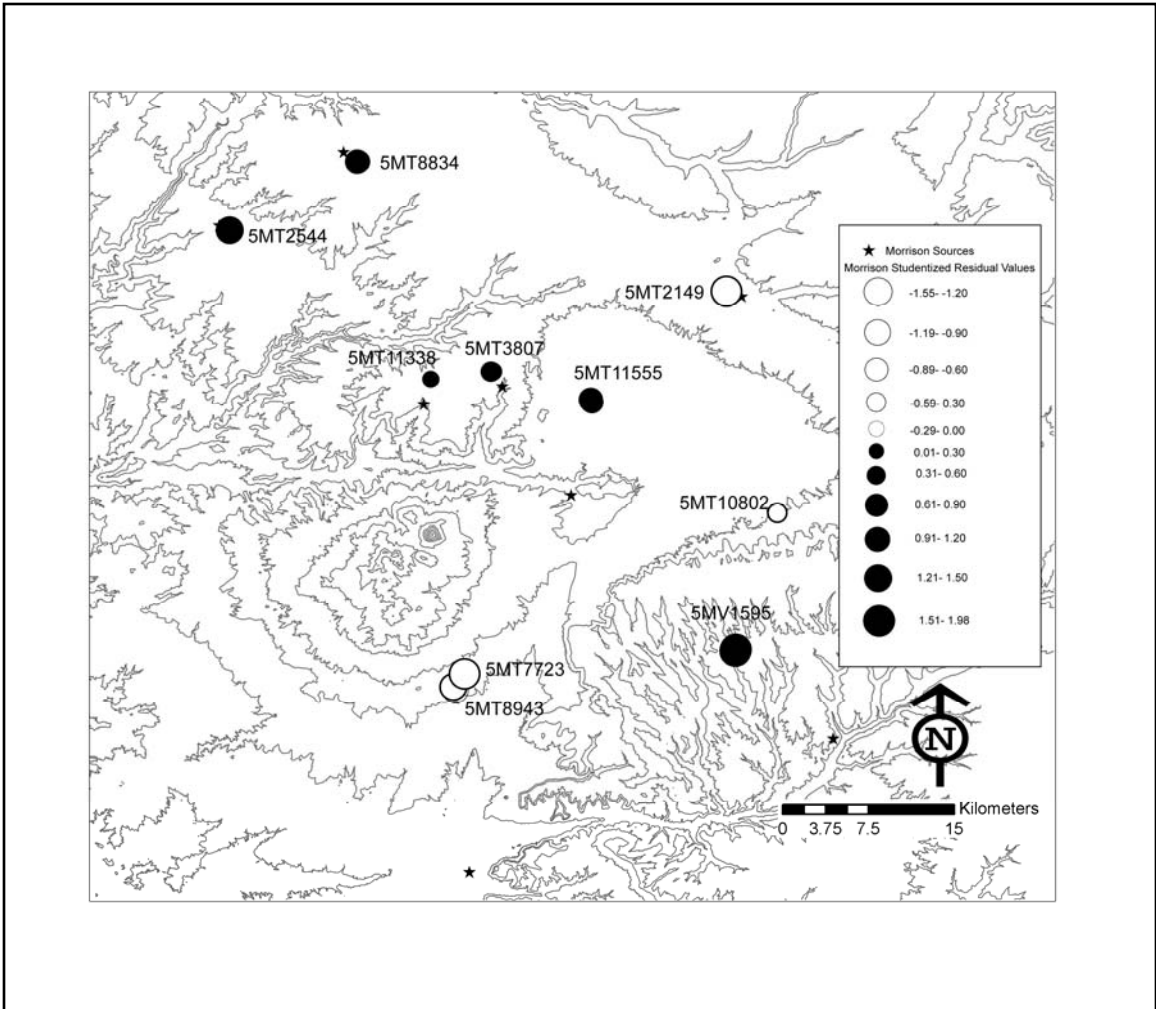 5MT8834
5MT2544
★ Morrison Sources
Morrison Studentized Residual Values
-1.55- -1.20
-1.19- -0.90
-0.89- -0.60
-0.59- 0.30
-0.29- 0.00
0.01- 0.30
0.31- 0.60
0.61- 0.90
0.91- 1.20
1.21- 1.50
1.51- 1.98
5MT2149
5MT3807
5MT11338
5MT11555
5MT10802
5MV1595
5MT7723
5MT8943
N
Kilometers
0 3.75 7.5 15